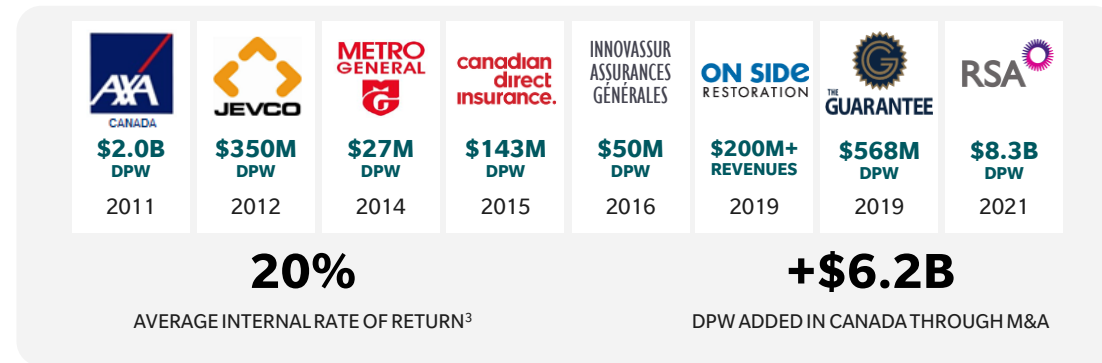 AXA
CANADA
$2.0B
DPW
2011
JEVCO
$350M
DPW
2012
METRO
GENERAL
MG
$27M
DPW
2014
canadian
direct
insurance.
$143M
DPW
2015
INNOVASSUR
ASSURANCES
GÉNÉRALES
$50M
DPW
2016
ON SIDE
RESTORATION
$200M+
REVENUES
2019
G
THE
GUARANTEE
$568M
DPW
2019
RSA
$8.3B
DPW
2021
20%
AVERAGE INTERNAL RATE OF RETURN³
+$6.2B
DPW ADDED IN CANADA THROUGH M&A